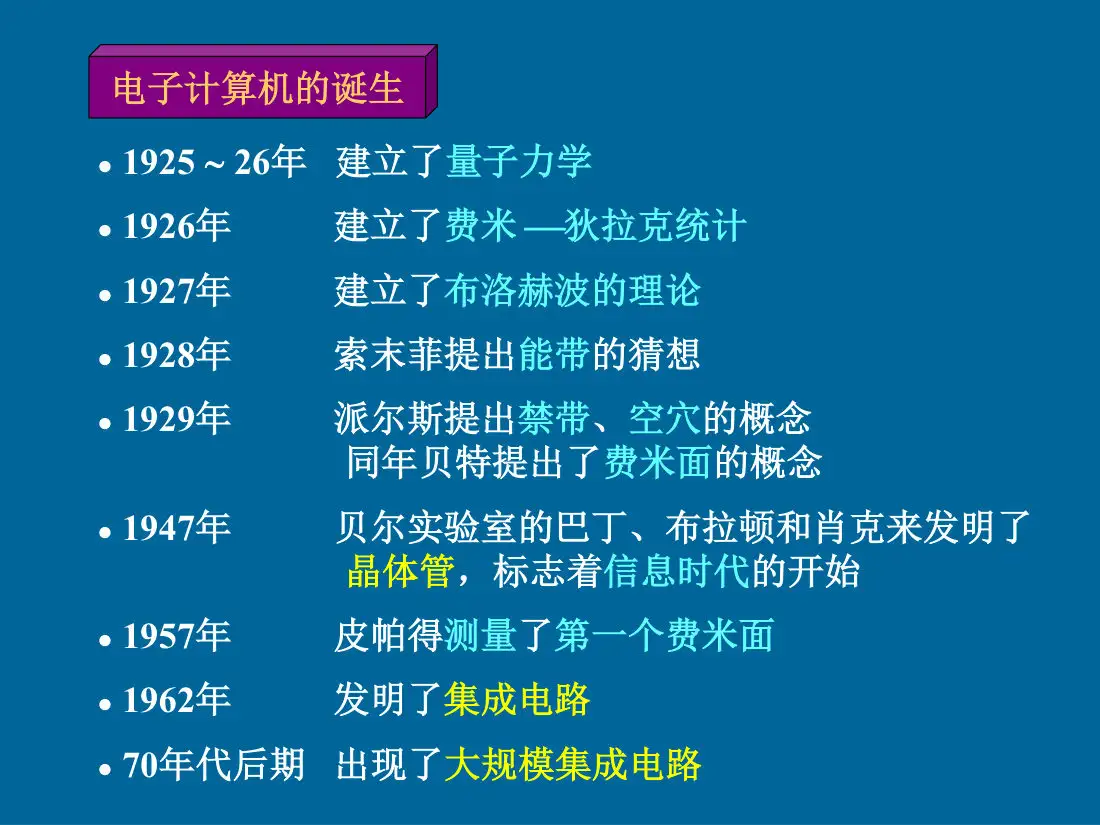 电子计算机的诞生
• 1925 ~ 26年 建立了量子力学
• 1926年 建立了费米 —狄拉克统计
• 1927年 建立了布洛赫波的理论
• 1928年 索末菲提出能带的猜想
• 1929年 派尔斯提出禁带、空穴的概念
同年贝特提出了费米面的概念
• 1947年 贝尔实验室的巴丁、布拉顿和肖克来发明了
晶体管，标志着信息时代的开始
• 1957年 皮帕得测量了第一个费米面
• 1962年 发明了集成电路
• 70年代后期 出现了大规模集成电路